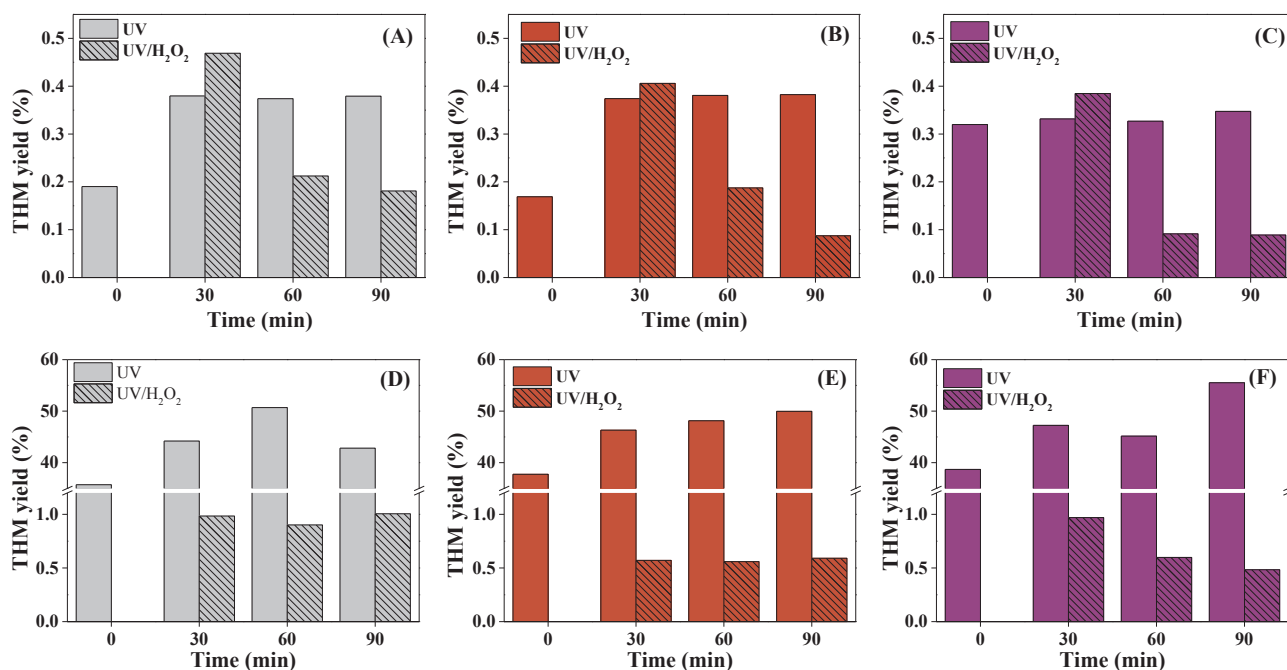 UV
UV/H₂O₂
(A)
THM yield (%)
0.5
0.4
0.3
0.2
0.1
0.0
0 30 60 90
Time (min)
UV
UV/H₂O₂
(B)
THM yield (%)
0.5
0.4
0.3
0.2
0.1
0.0
0 30 60 90
Time (min)
UV
UV/H₂O₂
(C)
THM yield (%)
0.5
0.4
0.3
0.2
0.1
0.0
0 30 60 90
Time (min)
UV
UV/H₂O₂
(D)
THM yield (%)
60
50
40
1.0
0.5
0.0
0 30 60 90
Time (min)
UV
UV/H₂O₂
(E)
THM yield (%)
60
50
40
1.0
0.5
0.0
0 30 60 90
Time (min)
UV
UV/H₂O₂
(F)
THM yield (%)
60
50
40
1.0
0.5
0.0
0 30 60 90
Time (min)